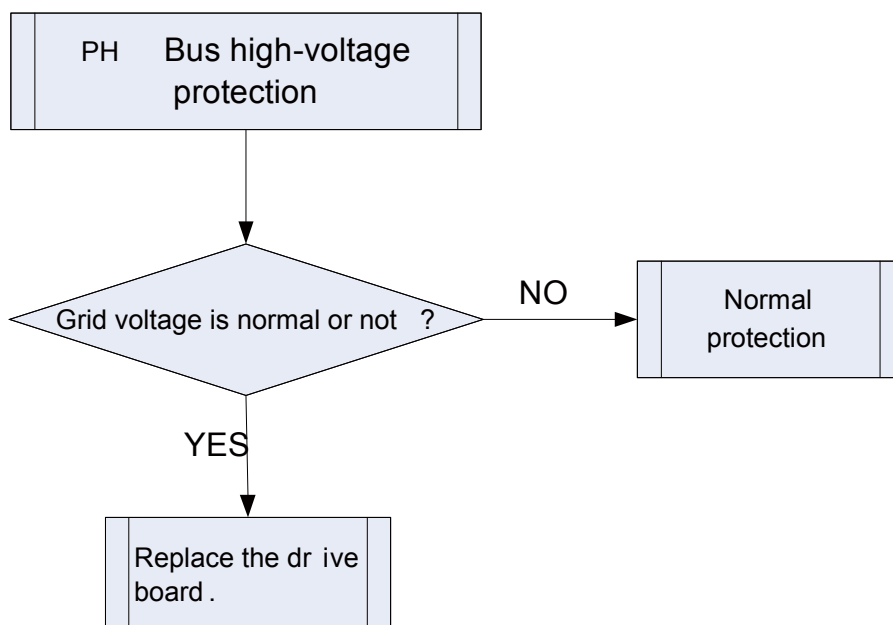 PH Bus high-voltage
protection
Grid voltage is normal or not ?
NO
Normal
protection
YES
Replace the dr ive
board .